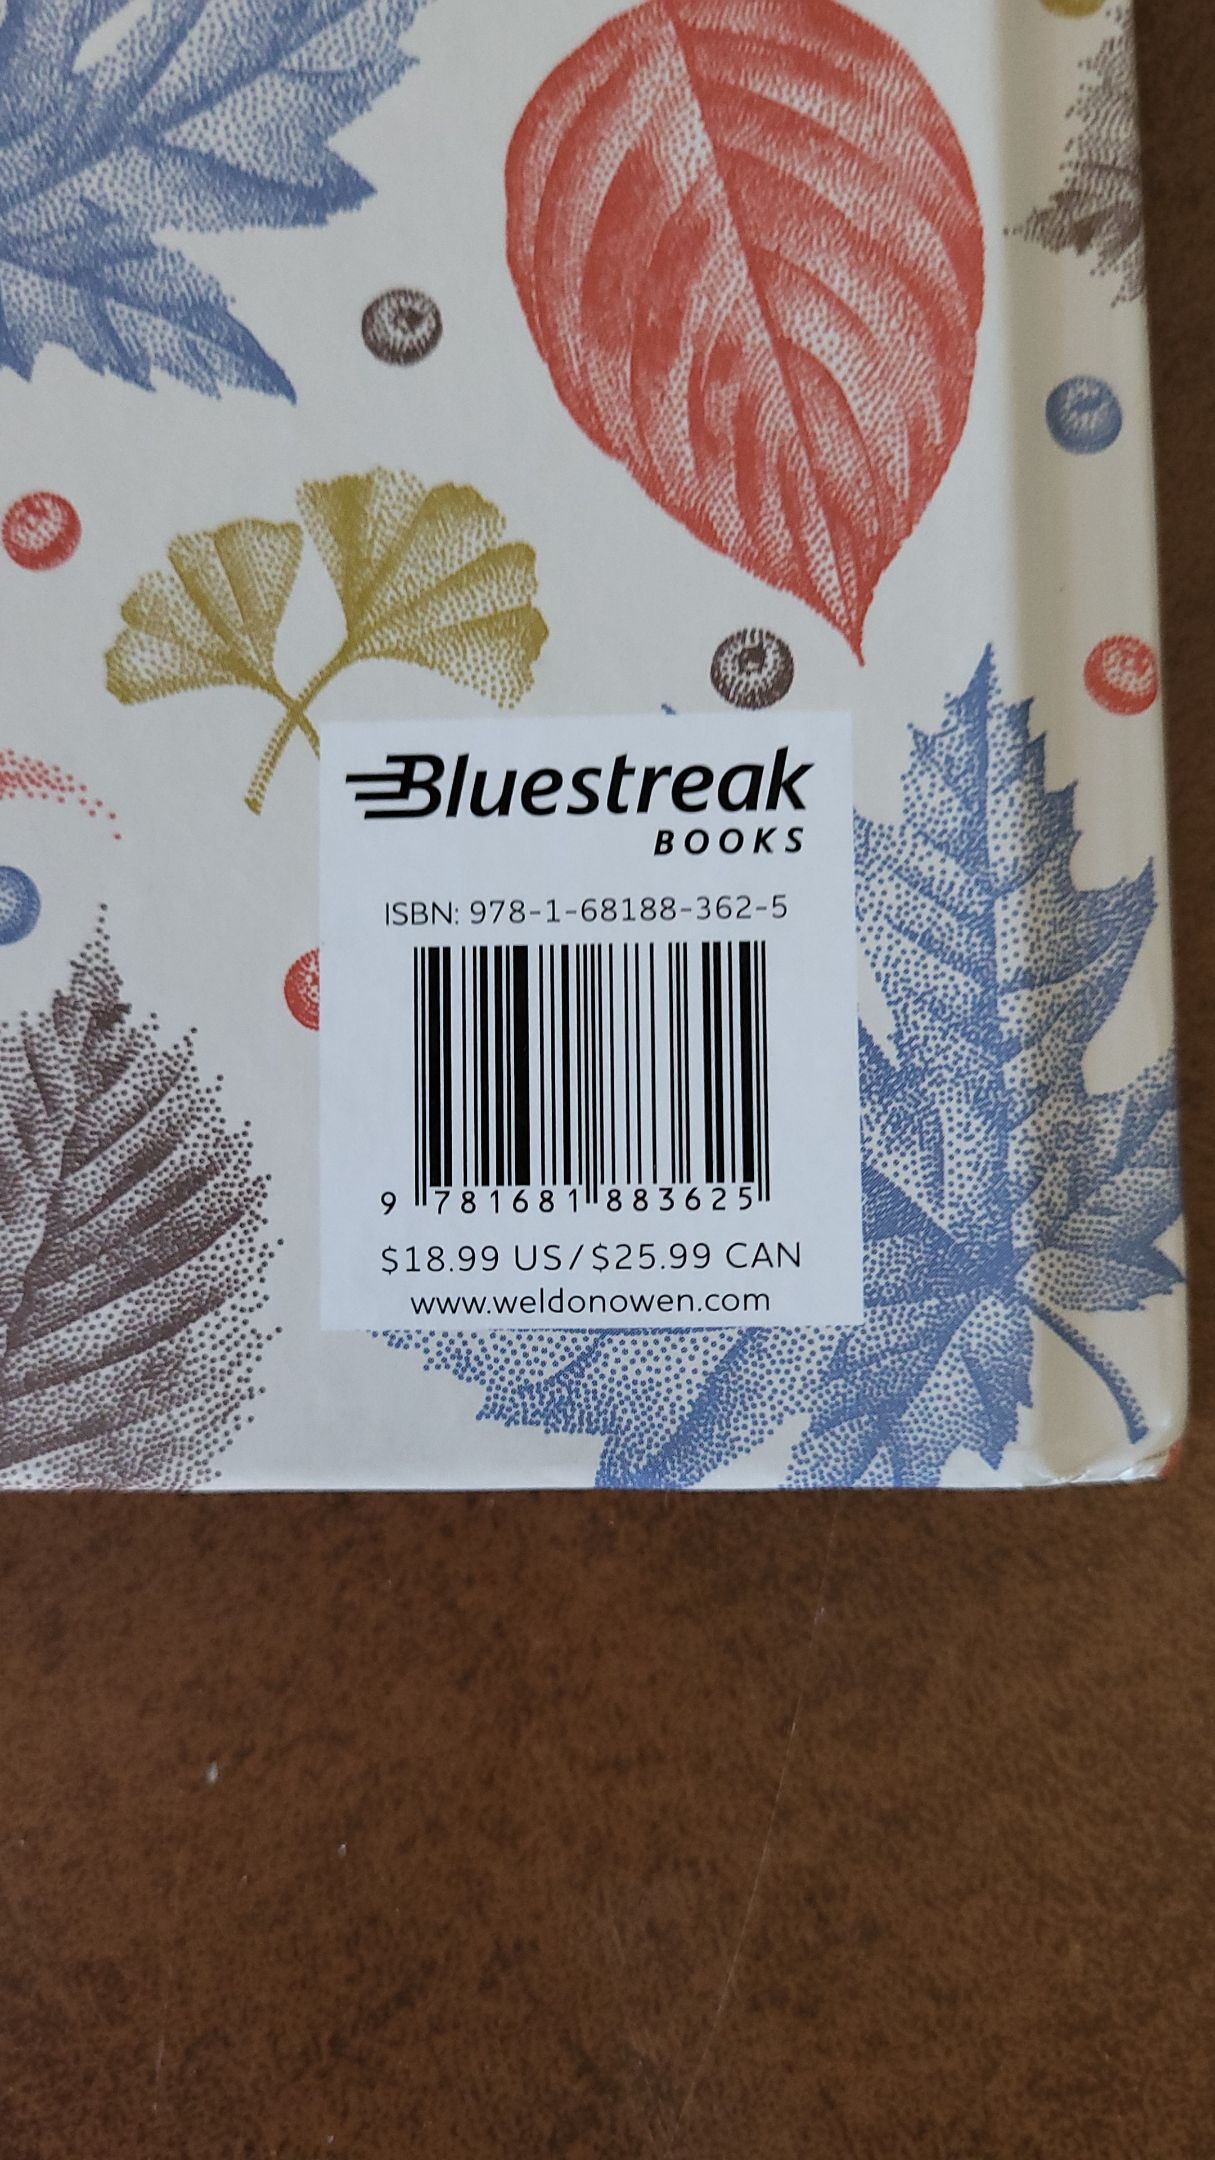 Bluestreak
BOOKS
ISBN: 978-1-68188-362-5
9 781681 883625
$18.99 US/$25.99 CAN
www.weldonowen.com